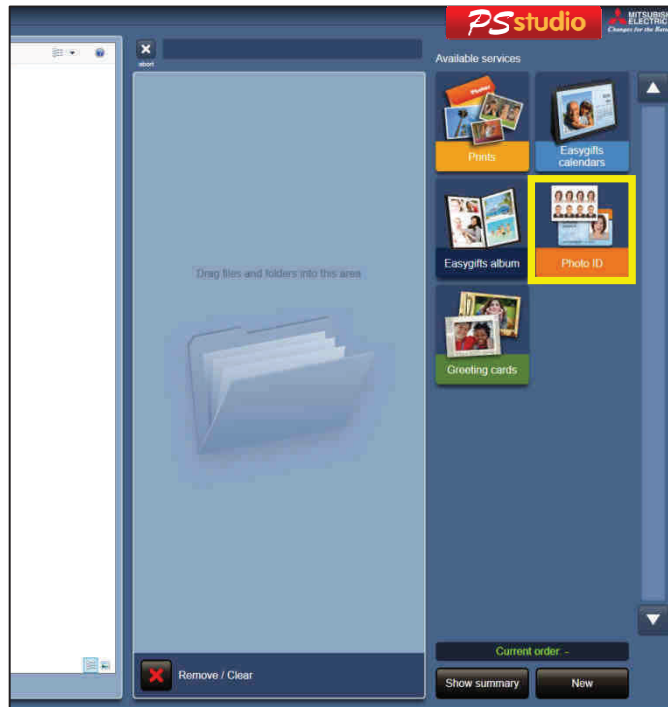 PSstudio
MITSUBISHI
ELECTRIC
Changes for the Better
abort
Available services
Prints
Easygifts
calendars
Easygifts album
Photo ID
Drag files and folders into this area
Greeting cards
Current order: -
Remove / Clear
Show summary
New